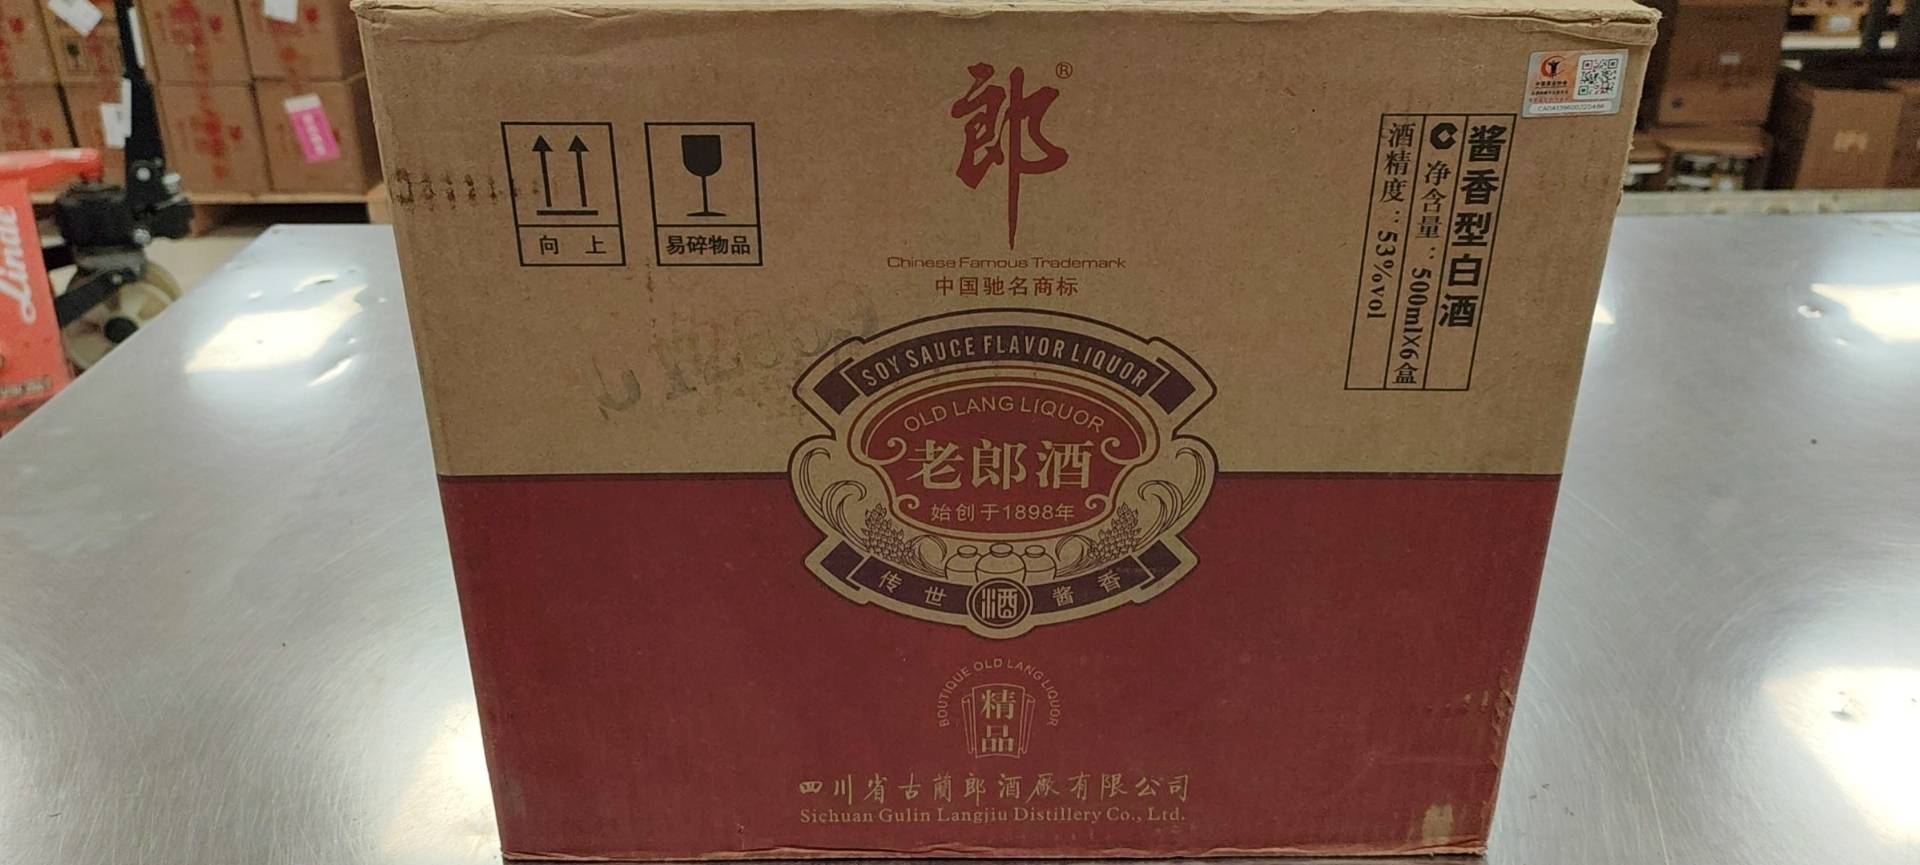 郎®
Chinese Famous Trademark
中国驰名商标
向 上
易碎物品
酱香型白酒
C 净含量：500ml×6盒
酒精度：53%vol
SOY SAUCE FLAVOR LIQUOR
OLD LANG LIQUOR
老郎酒
始创于1898年
传世
酒
酱香
BOUTIQUE OLD LANG LIQUOR
精品
四川省古蔺郎酒厰有限公司
Sichuan Gulin Langjiu Distillery Co., Ltd.
Linde